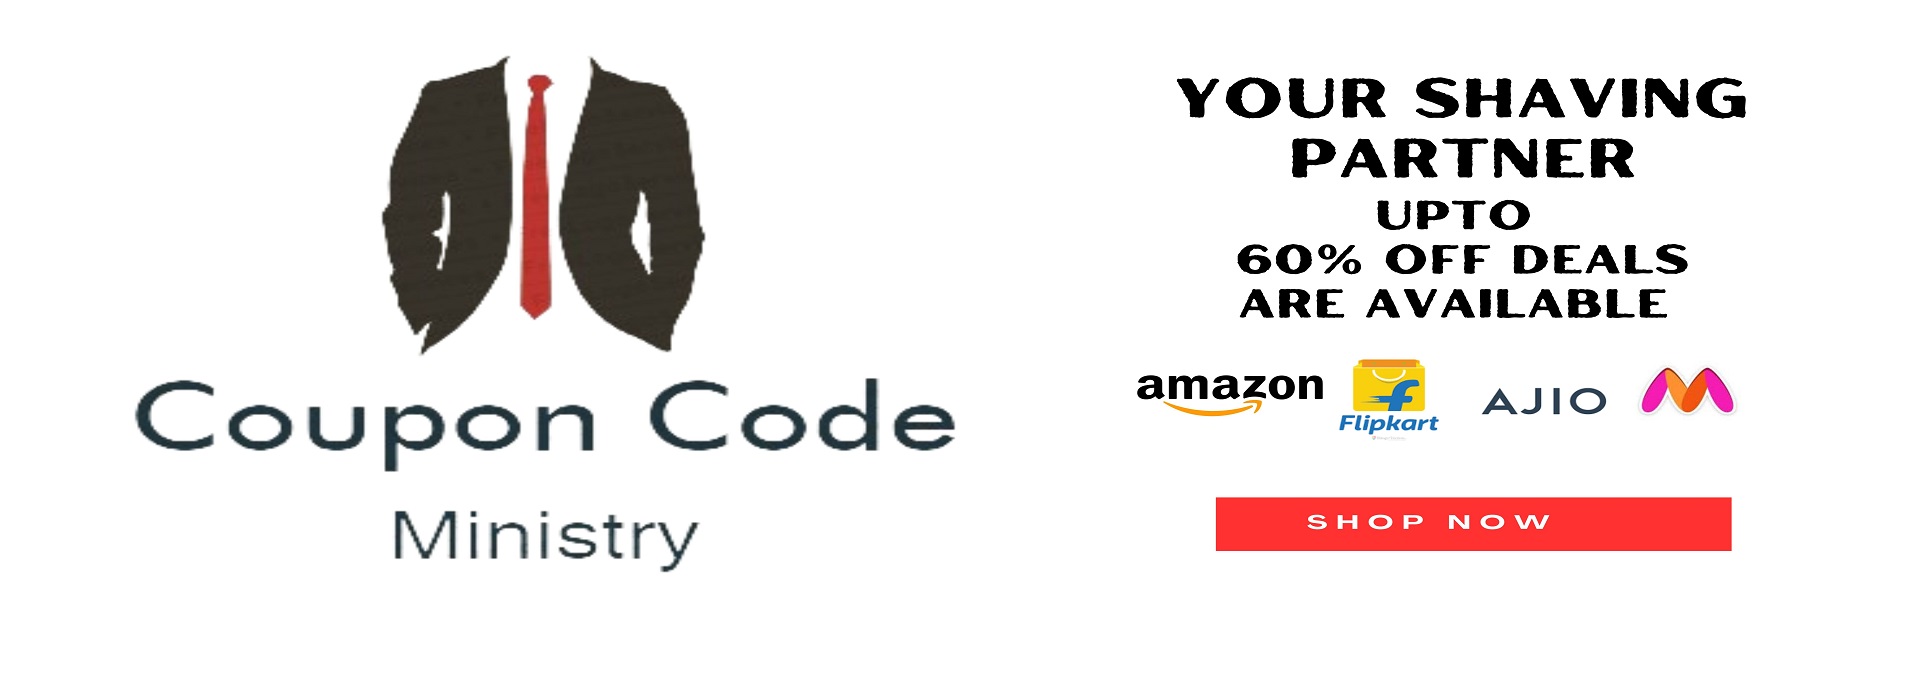 Coupon Code
Ministry
YOUR SHAVING
PARTNER
UPTO
60% OFF DEALS
ARE AVAILABLE
amazon
Flipkart
AJIO
SHOP NOW